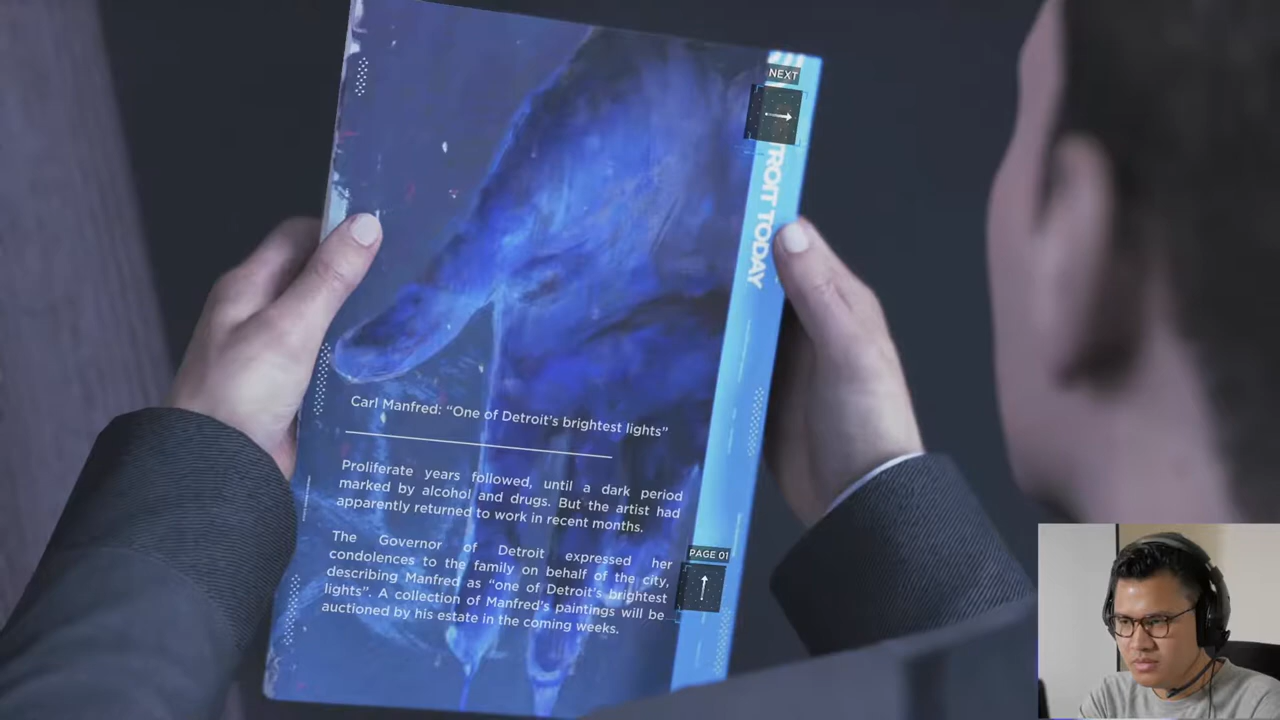 NEXT
TROIT TODAY
Carl Manfred: “One of Detroit’s brightest lights”
Proliferate years followed, until a dark period
marked by alcohol and drugs. But the artist had
apparently returned to work in recent months.
The Governor of Detroit expressed her
condolences to the family on behalf of the city,
describing Manfred as “one of Detroit’s brightest
lights”. A collection of Manfred’s paintings will be
auctioned by his estate in the coming weeks.
PAGE 01